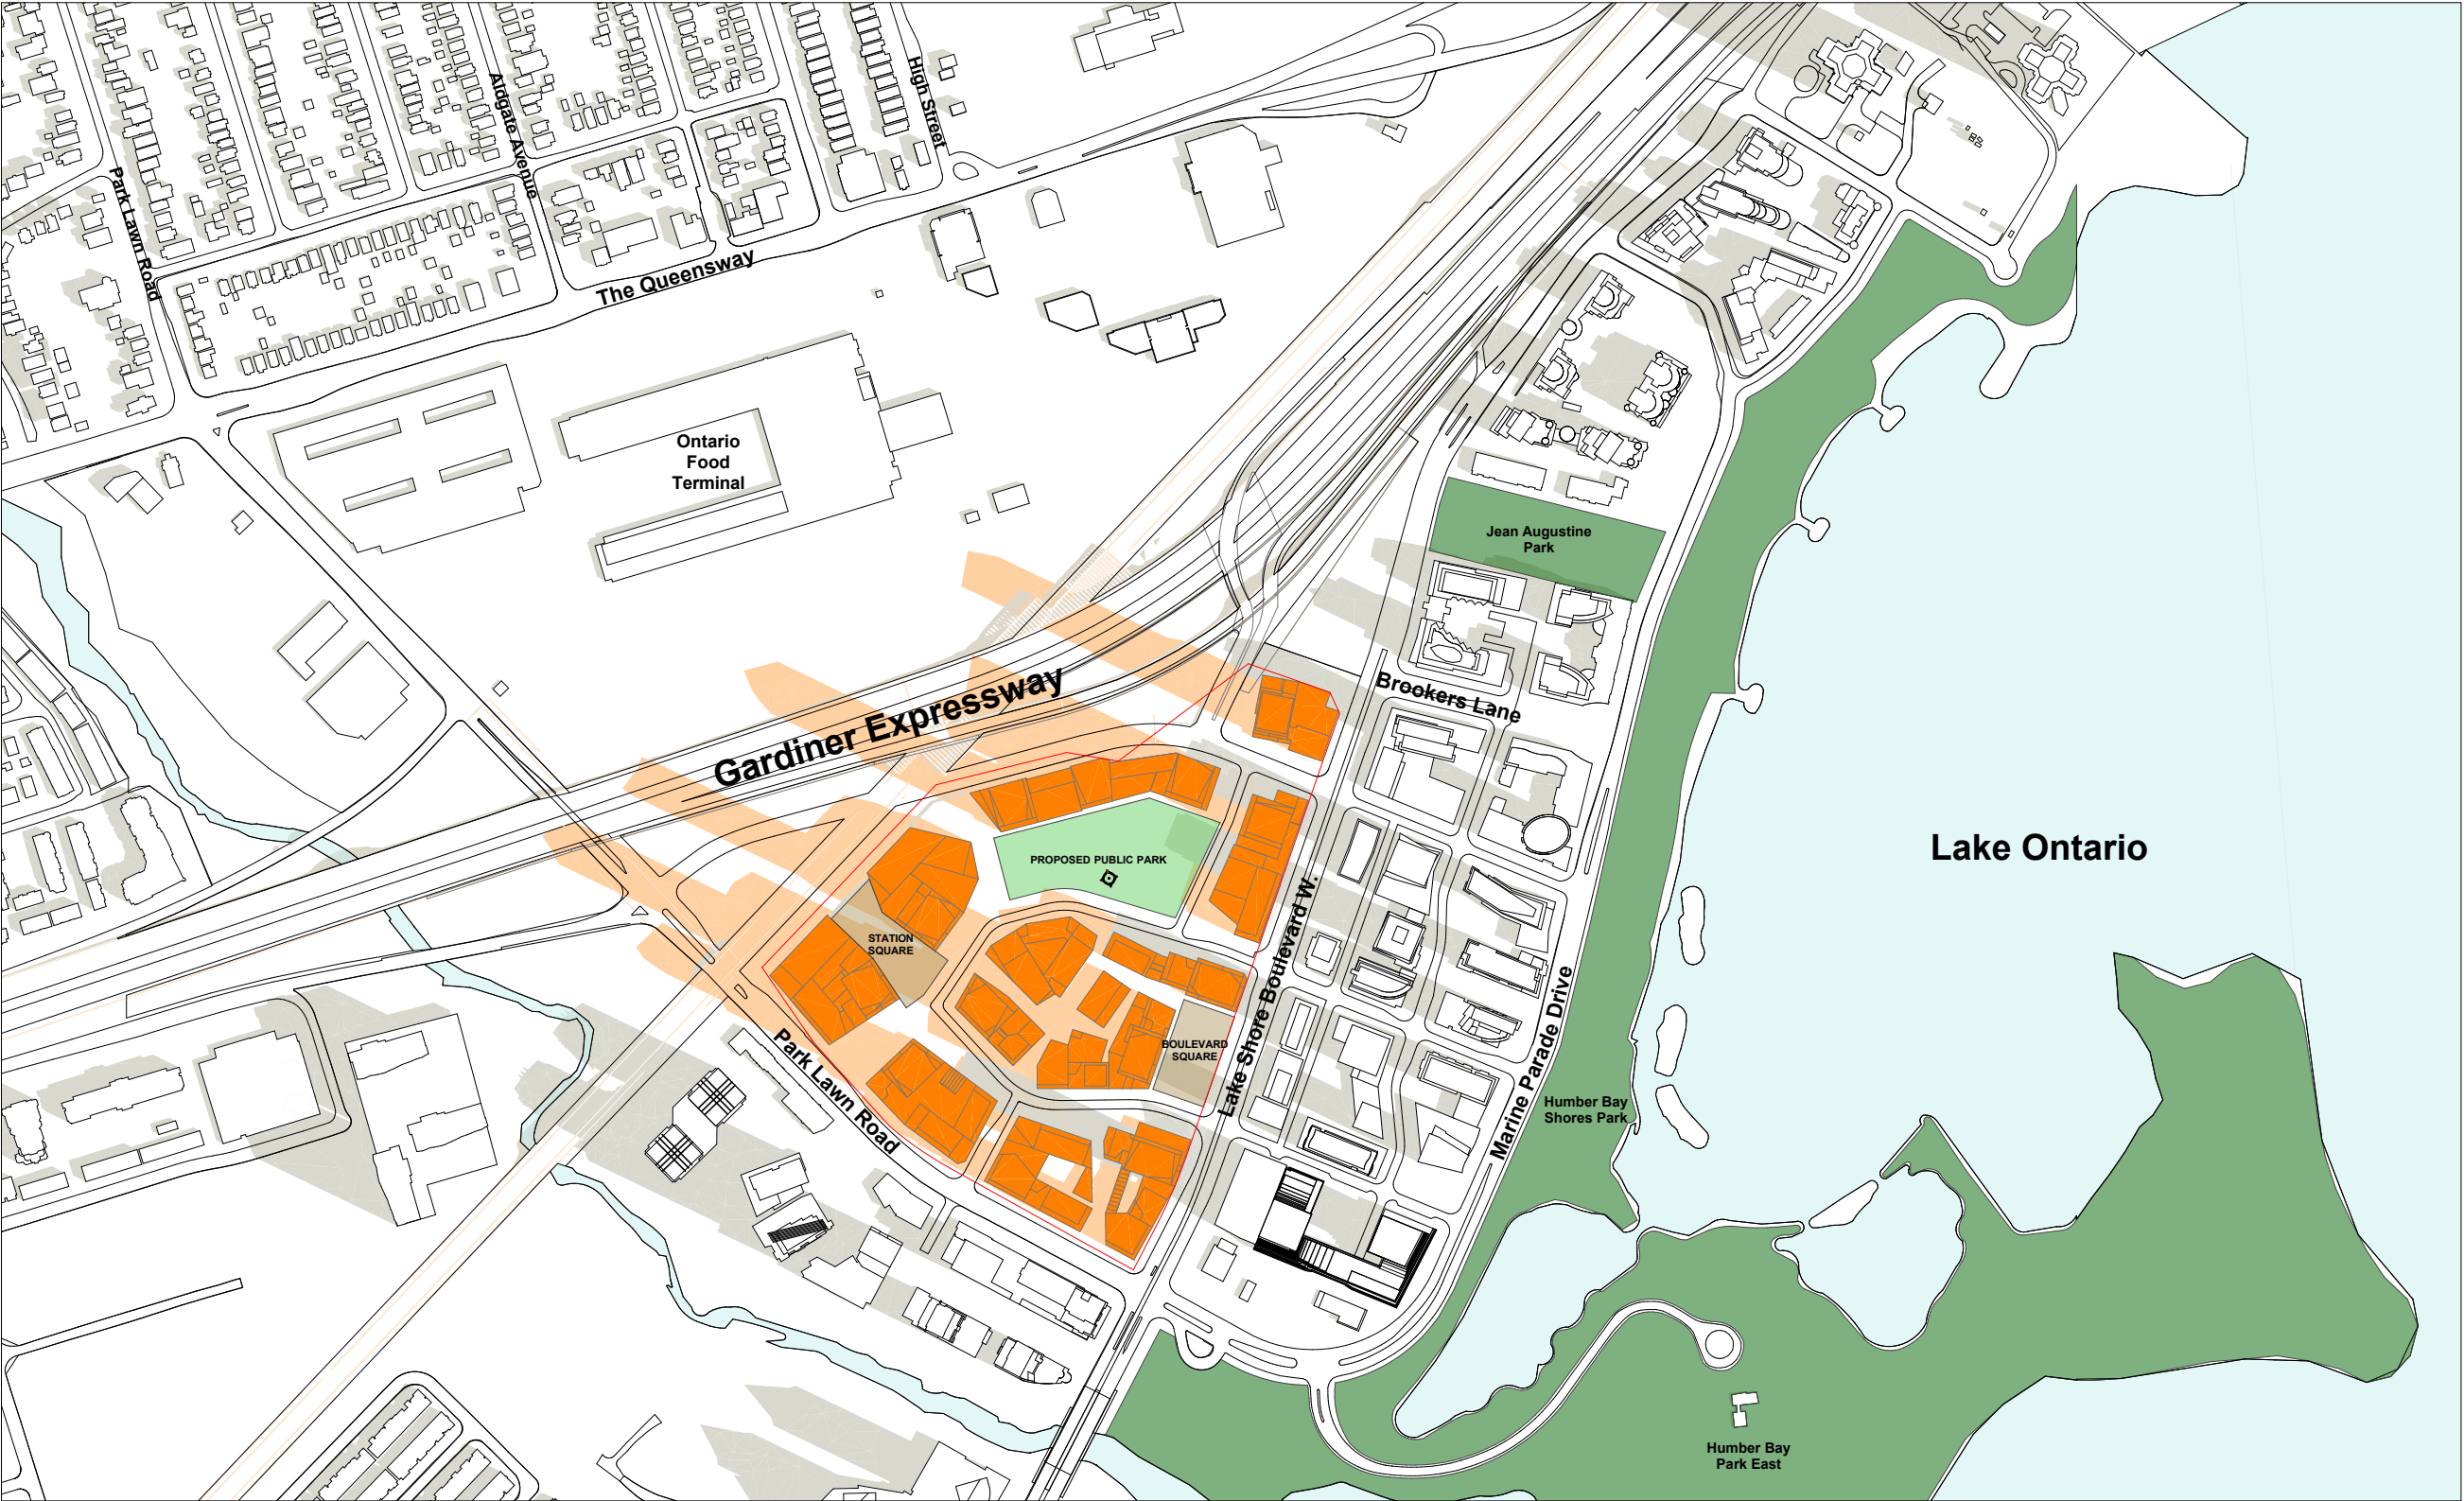 High Street
Aldgate Avenue
Park Lawn Road
The Queensway
Ontario
Food
Terminal
Jean Augustine
Park
Gardiner Expressway
Brookers Lane
Lake Ontario
PROPOSED PUBLIC PARK
STATION
SQUARE
Lake Shore Boulevard W.
BOULEVARD
SQUARE
Park Lawn Road
Marine Parade Drive
Humber Bay
Shores Park
Humber Bay
Park East